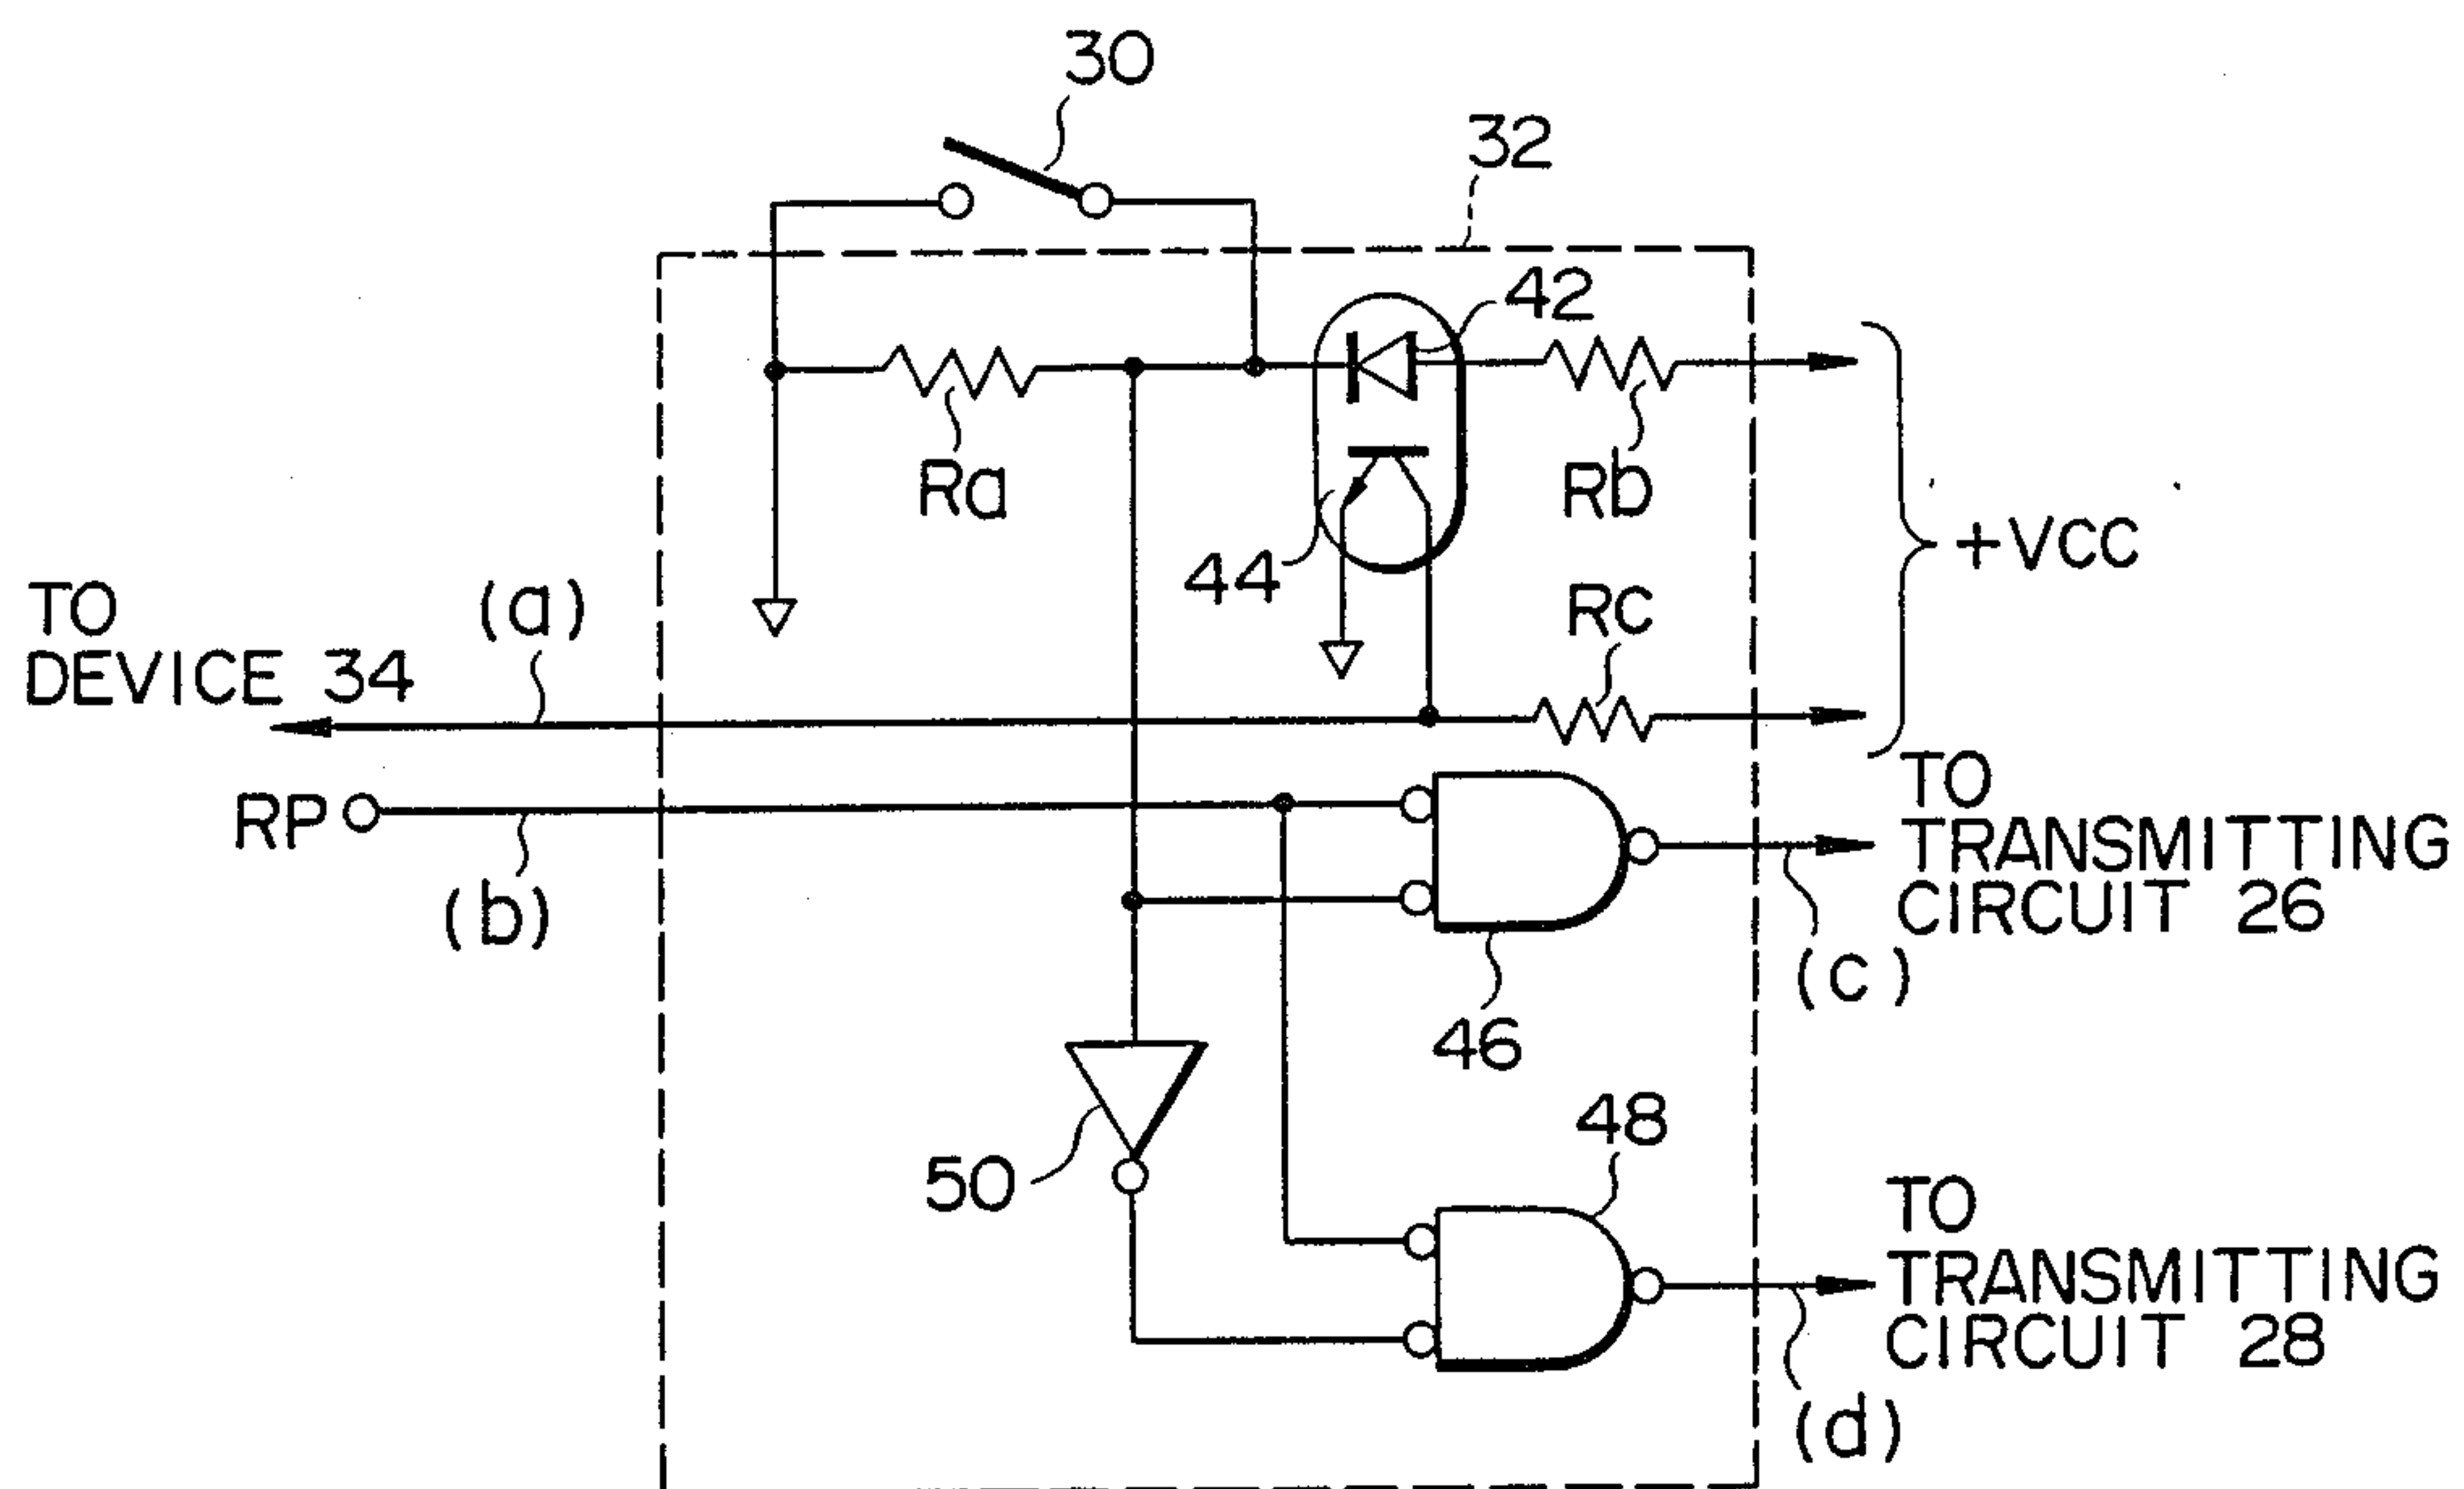 30
32
42
Ra
Rb
+VCC
44
Rc
TO
DEVICE 34
(a)
RP
(b)
TO
TRANSMITTING
CIRCUIT 26
(c)
46
50
48
TO
TRANSMITTING
CIRCUIT 28
(d)